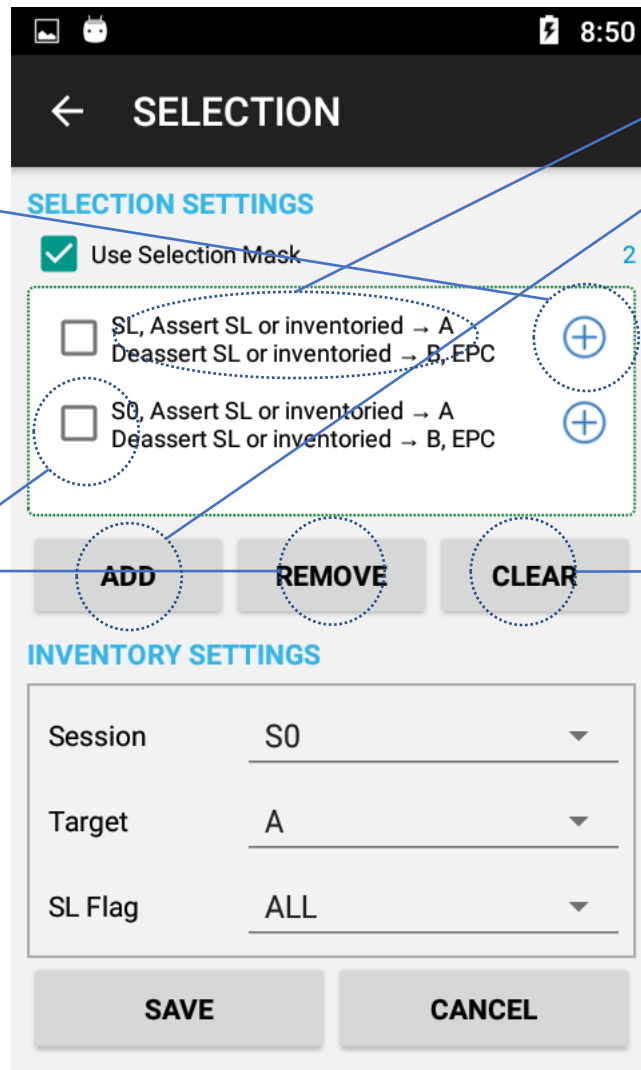 8:50
SELECTION
SELECTION SETTINGS
Use Selection Mask 2
SL, Assert SL or inventoried → A
Deassert SL or inventoried → B, EPC
S0, Assert SL or inventoried → A
Deassert SL or inventoried → B, EPC
ADD REMOVE CLEAR
INVENTORY SETTINGS
Session S0
Target A
SL Flag ALL
SAVE CANCEL